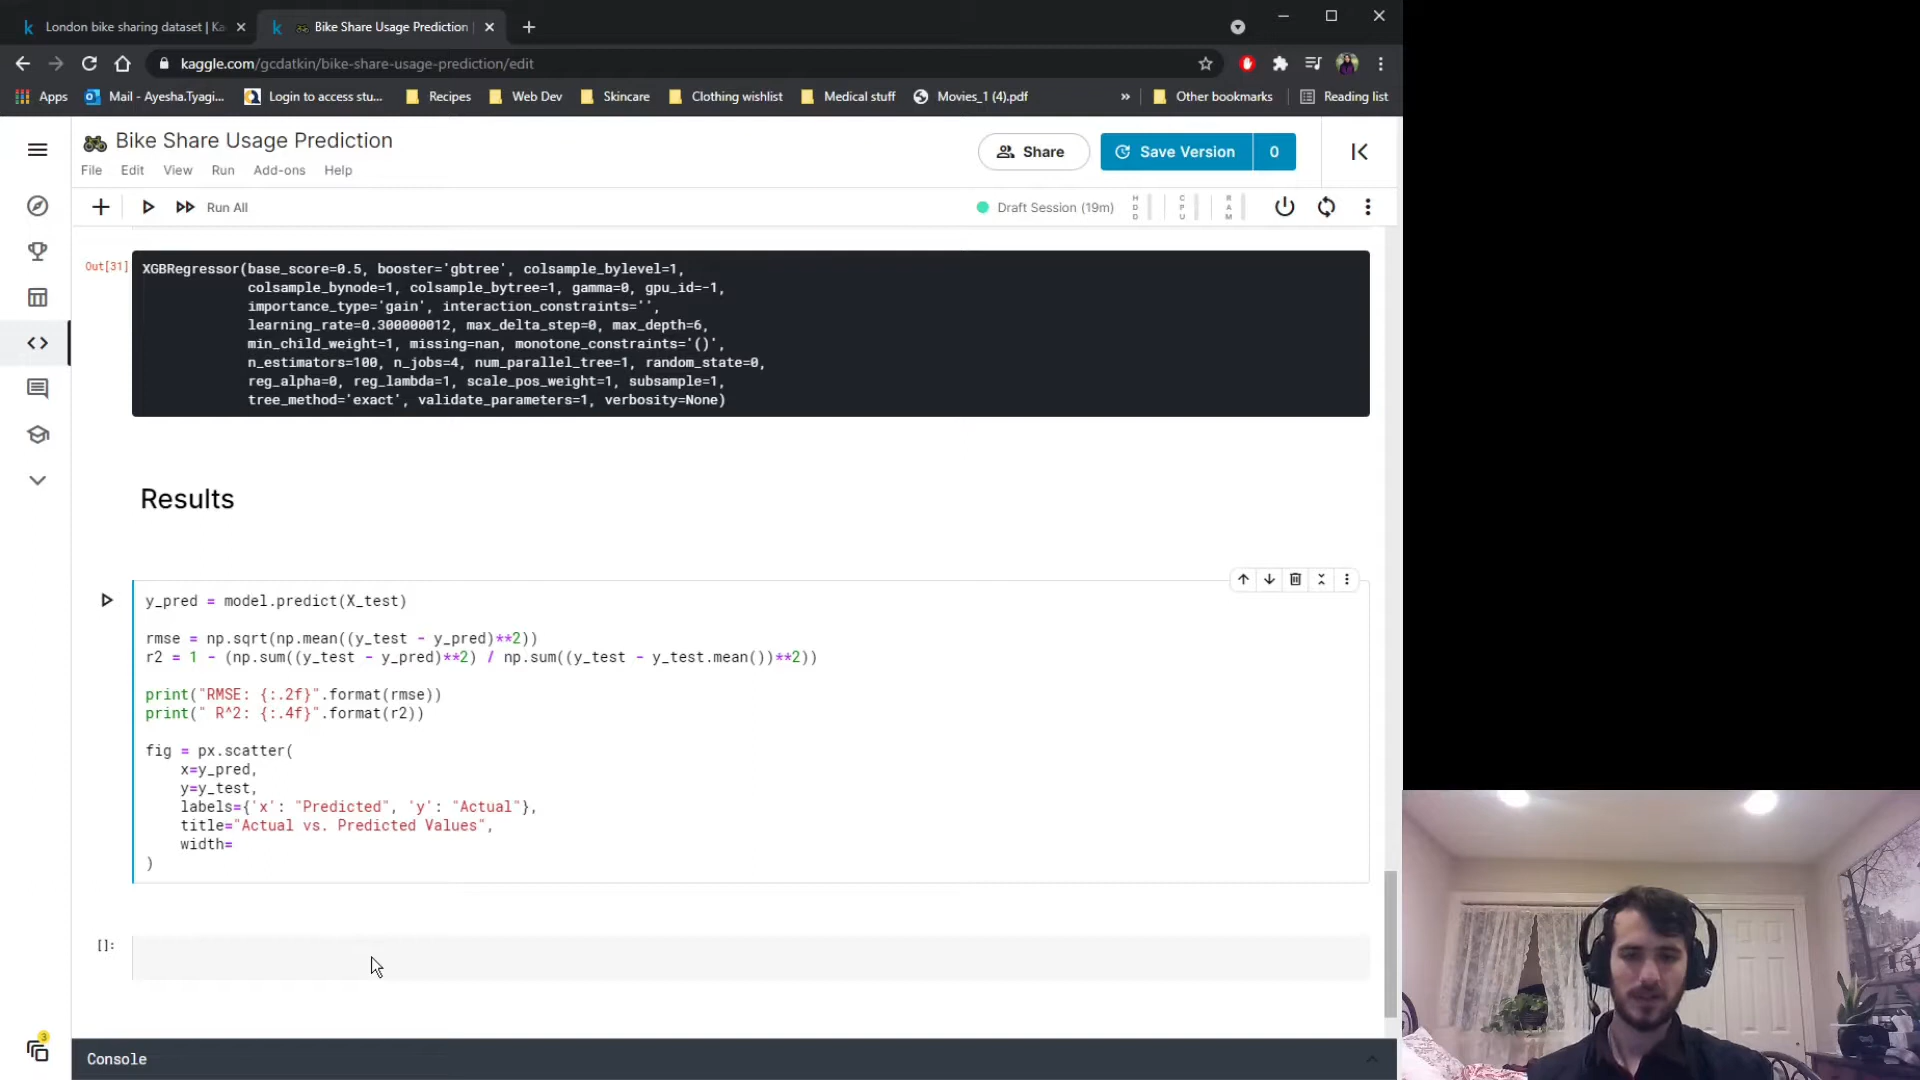 London bike sharing dataset | Ka
Bike Share Usage Prediction
kaggle.com/gcdatkin/bike-share-usage-prediction/edit
Apps
Mail - Ayesha.Tyagi...
Login to access stu...
Recipes
Web Dev
Skincare
Clothing wishlist
Medical stuff
Movies_1 (4).pdf
»
Other bookmarks
Reading list
Bike Share Usage Prediction
Share
Save Version
0
File Edit View Run Add-ons Help
Run All
Draft Session (19m)
HDD
CPU
RAM
Out[31]
XGBRegressor(base_score=0.5, booster='gbtree', colsample_bylevel=1,
colsample_bynode=1, colsample_bytree=1, gamma=0, gpu_id=-1,
importance_type='gain', interaction_constraints='',
learning_rate=0.300000012, max_delta_step=0, max_depth=6,
min_child_weight=1, missing=nan, monotone_constraints='()',
n_estimators=100, n_jobs=4, num_parallel_tree=1, random_state=0,
reg_alpha=0, reg_lambda=1, scale_pos_weight=1, subsample=1,
tree_method='exact', validate_parameters=1, verbosity=None)
Results
y_pred = model.predict(X_test)
rmse = np.sqrt(np.mean((y_test - y_pred)**2))
r2 = 1 - (np.sum((y_test - y_pred)**2) / np.sum((y_test - y_test.mean())**2))
print("RMSE: {:.2f}".format(rmse))
print(" R^2: {:.4f}".format(r2))
fig = px.scatter(
x=y_pred,
y=y_test,
labels={'x': "Predicted", 'y': "Actual"},
title="Actual vs. Predicted Values",
width=
)
[]:
3
Console